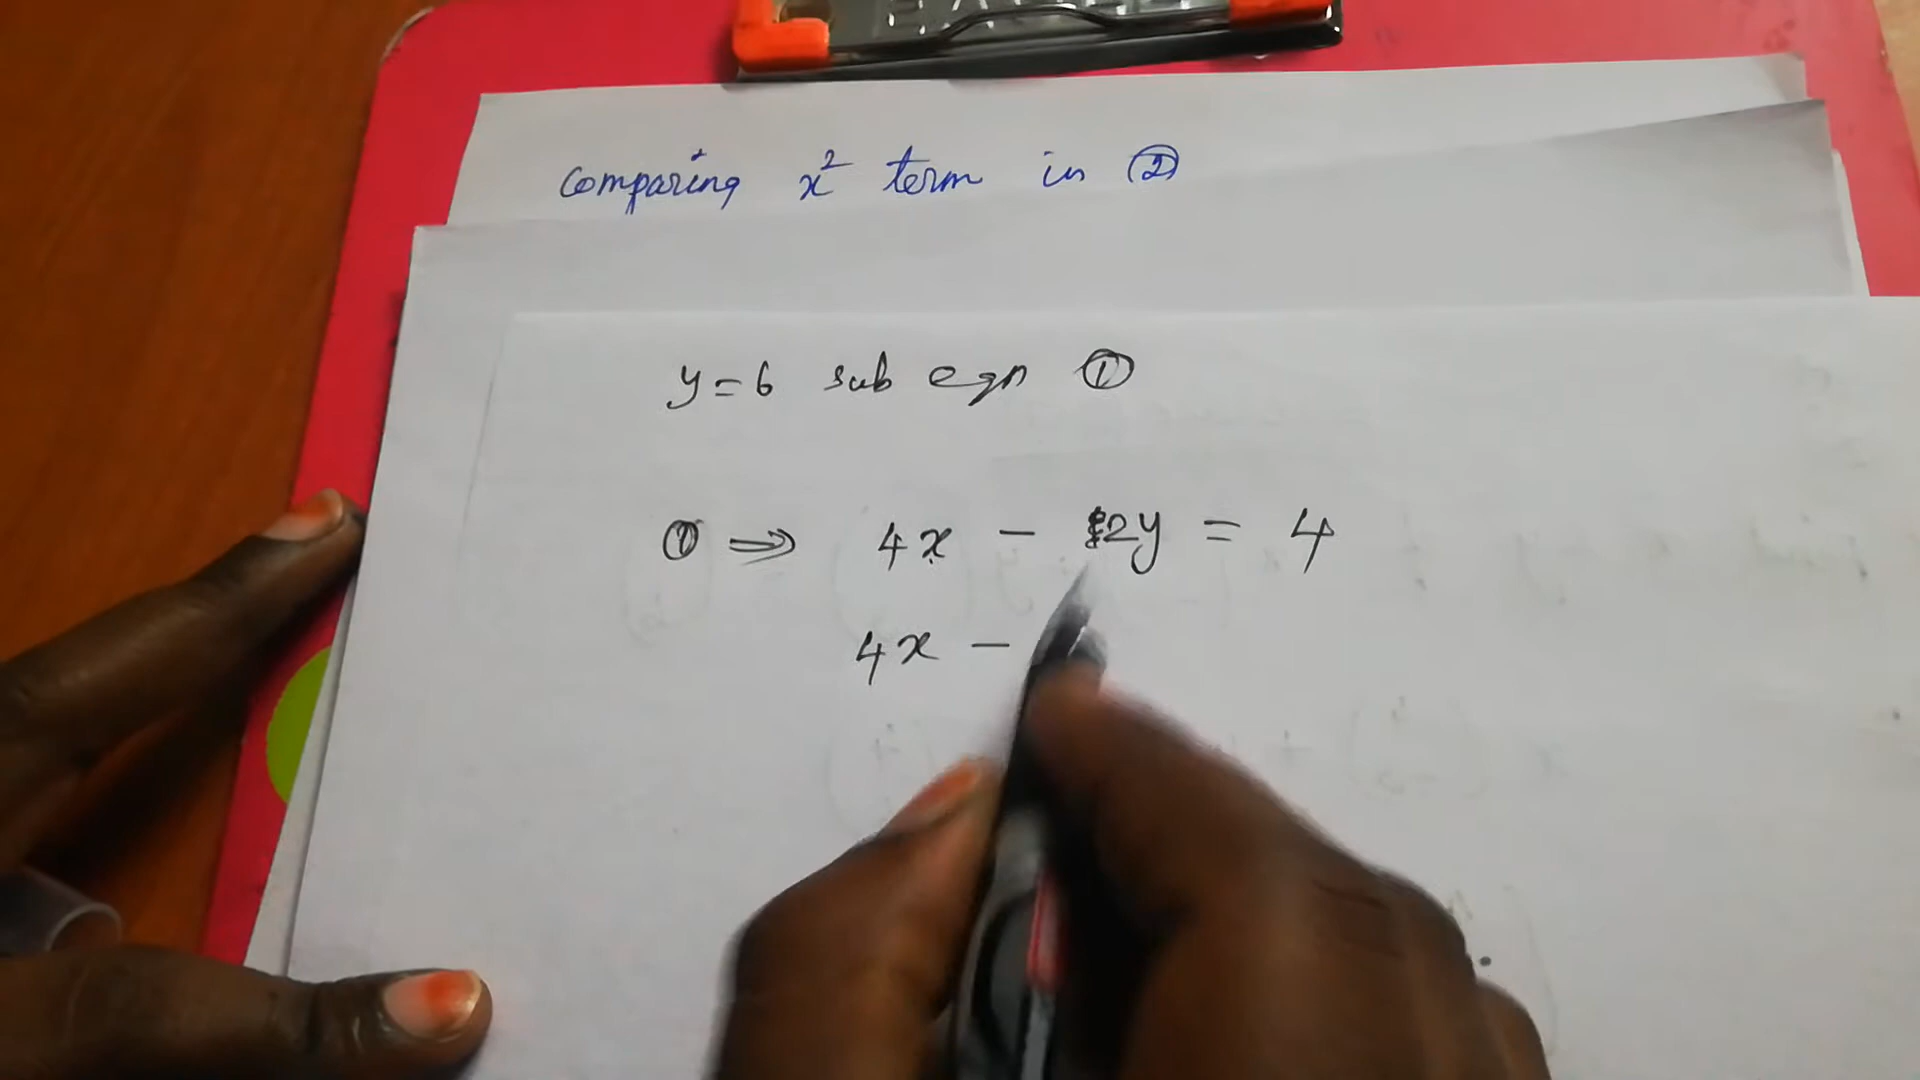 comparing x² term in ②
y = 6 sub eqn ①
① ⇒ 4x - 2y = 4
4x -